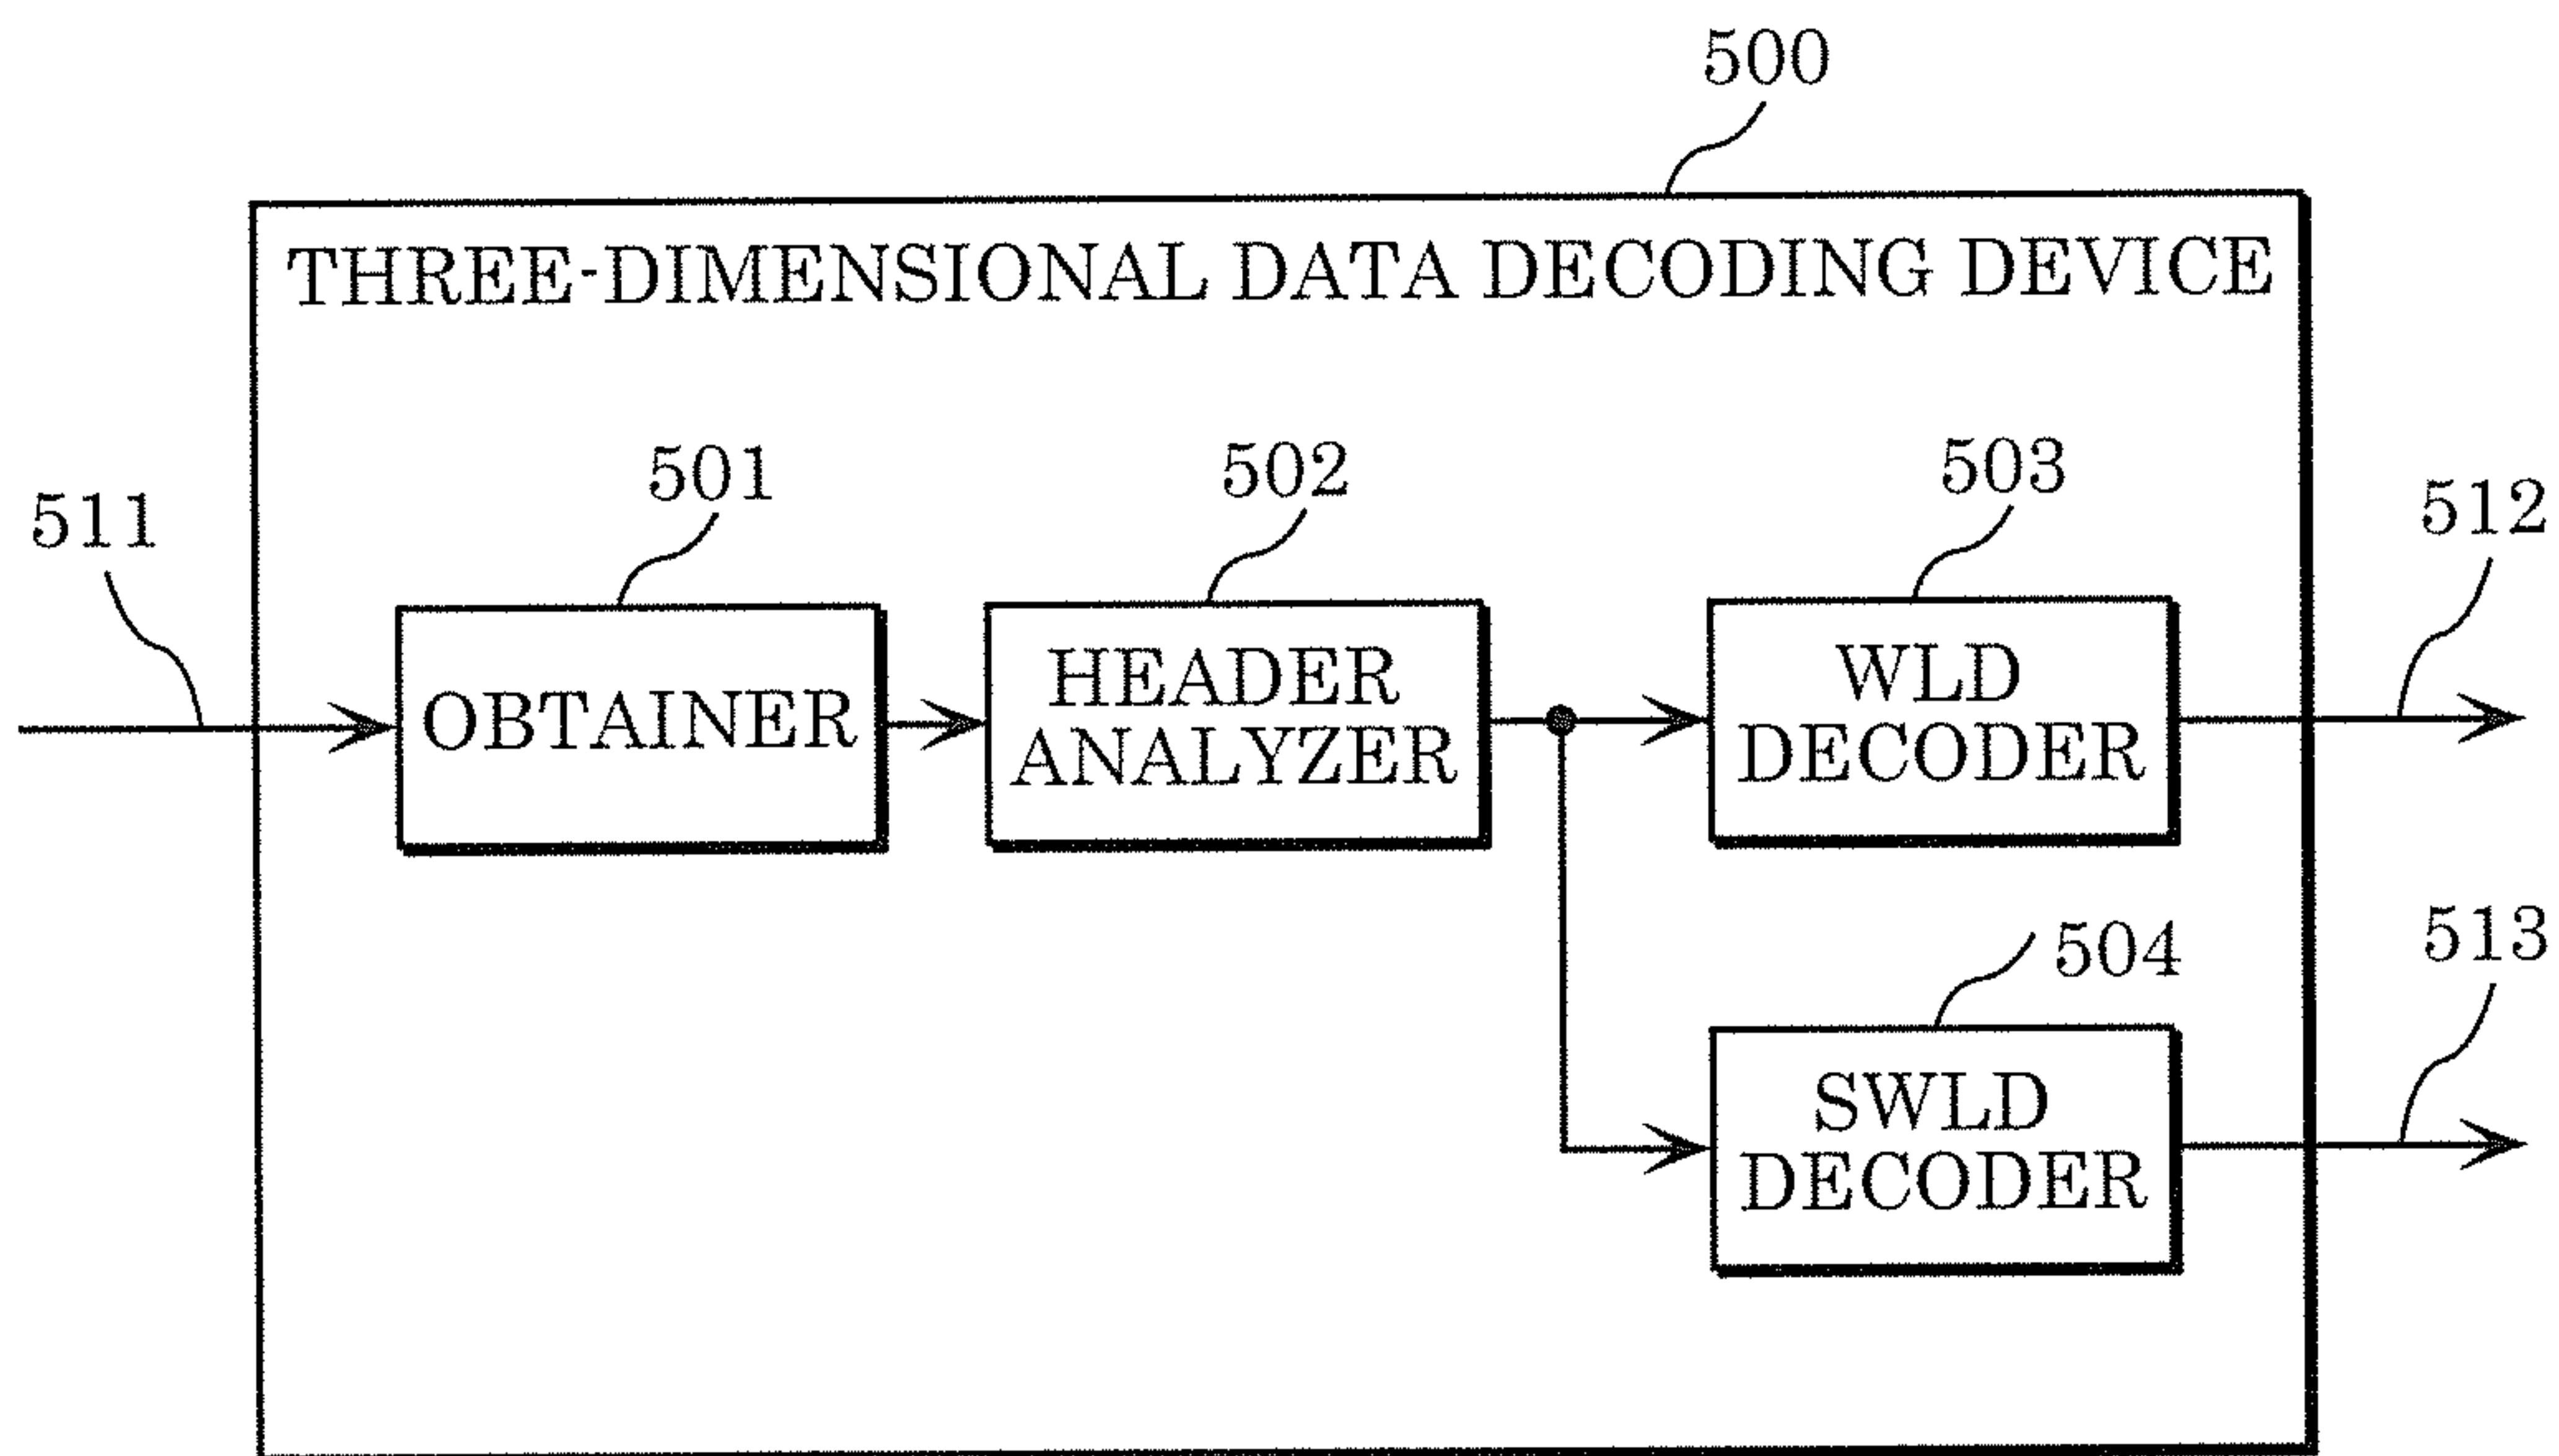 500
THREE-DIMENSIONAL DATA DECODING DEVICE
511
501
502
503
512
OBTAINER
HEADER
ANALYZER
WLD
DECODER
504
513
SWLD
DECODER